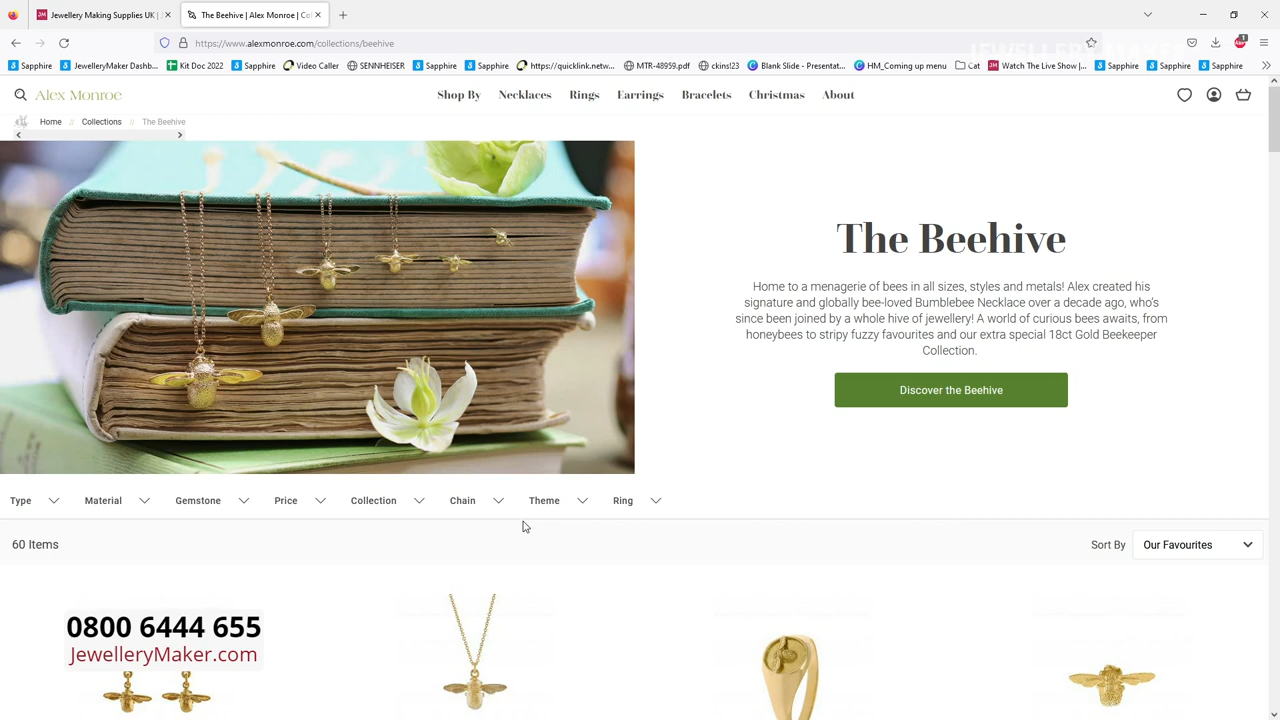 Jewellery Making Supplies UK |
The Beehive | Alex Monroe | Co
https://www.alexmonroe.com/collections/beehive
JEWELLERY MAKER
Sapphire
JewelleryMaker Dashb...
Kit Doc 2022
Sapphire
Video Caller
SENNHEISER
Sapphire
Sapphire
https://quicklink.netw...
MTR-48959.pdf
ckins!23
Blank Slide - Presentat...
HM_Coming up menu
Cat
Watch The Live Show |...
Sapphire
Sapphire
Sapphire
Alex Monroe
Shop By
Necklaces
Rings
Earrings
Bracelets
Christmas
About
Home // Collections // The Beehive
The Beehive
Home to a menagerie of bees in all sizes, styles and metals! Alex created his
signature and globally bee-loved Bumblebee Necklace over a decade ago, who's
since been joined by a whole hive of jewellery! A world of curious bees awaits, from
honeybees to stripy fuzzy favourites and our extra special 18ct Gold Beekeeper
Collection.
Discover the Beehive
Type
Material
Gemstone
Price
Collection
Chain
Theme
Ring
60 Items
Sort By
Our Favourites
0800 6444 655
JewelleryMaker.com